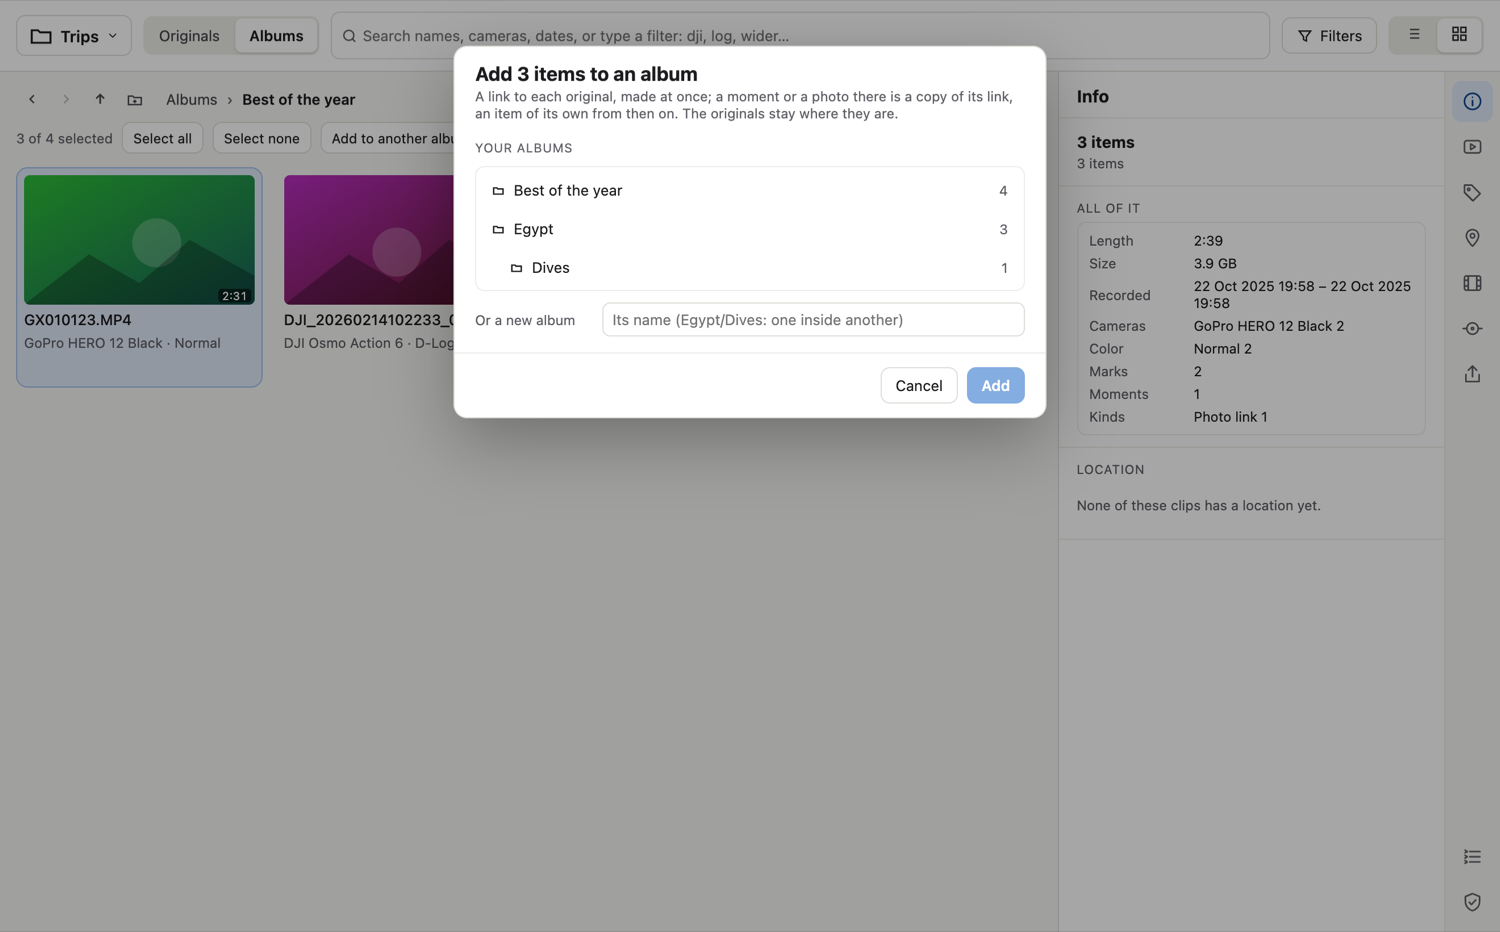 Trips
Originals
Albums
Search names, cameras, dates, or type a filter: dji, log, wider...
Filters
Albums › Best of the year
3 of 4 selected
Select all
Select none
Add to another
2:31
GX010123.MP4
GoPro HERO 12 Black · Normal
DJI_20260214102233_
DJI Osmo Action 6 ·
Add 3 items to an album
A link to each original, made at once; a moment or a photo there is a copy of its link,
an item of its own from then on. The originals stay where they are.
YOUR ALBUMS
Best of the year 4
Egypt 3
Dives 1
Or a new album
Its name (Egypt/Dives: one inside another)
Cancel
Add
Info
3 items
3 items
ALL OF IT
Length 2:39
Size 3.9 GB
Recorded 22 Oct 2025 19:58 – 22 Oct 2025
19:58
Cameras GoPro HERO 12 Black 2
Color Normal 2
Marks 2
Moments 1
Kinds Photo link 1
LOCATION
None of these clips has a location yet.